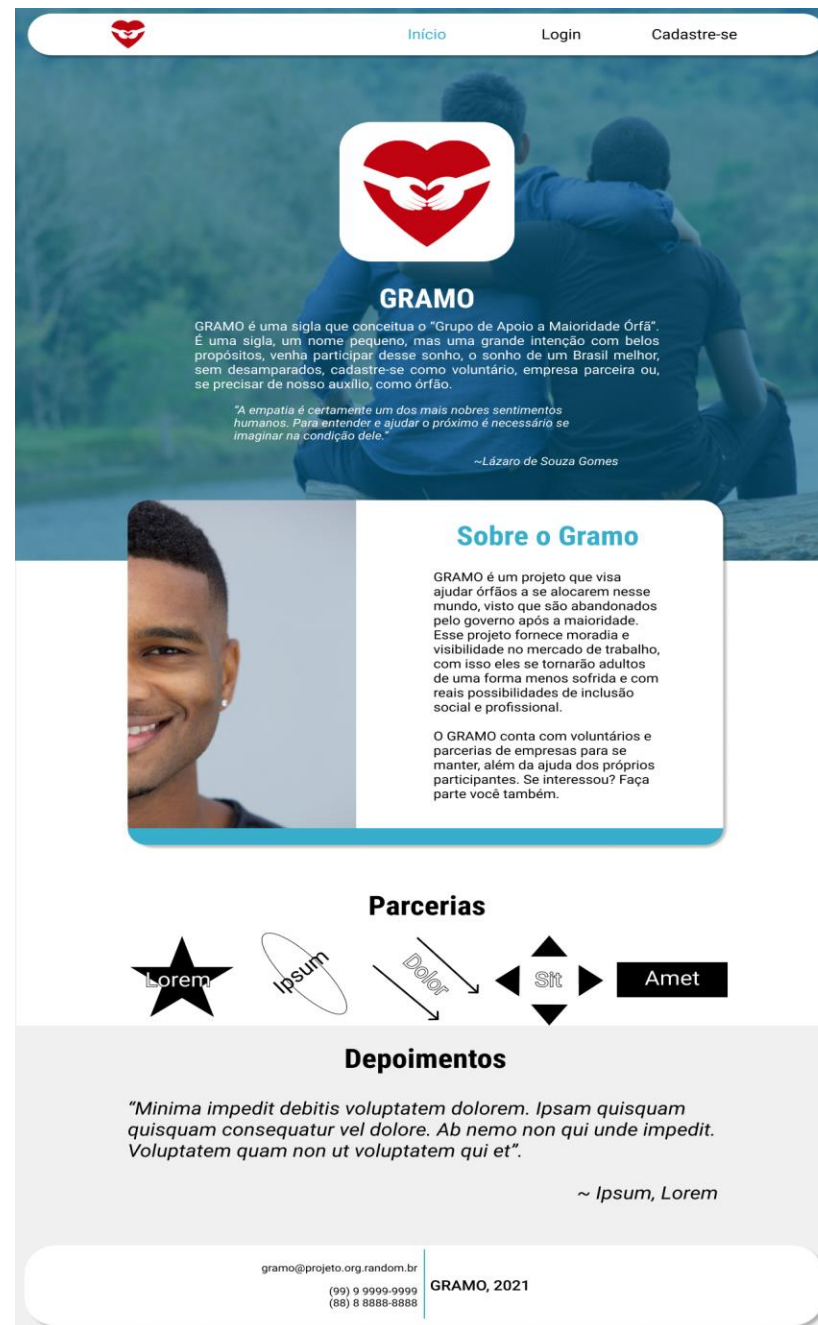 Início
Login
Cadastre-se
GRAMO
GRAMO é uma sigla que conceitua o “Grupo de Apoio a Maioridade Órfã”.
É uma sigla, um nome pequeno, mas uma grande intenção com belos
propósitos, venha participar desse sonho, o sonho de um Brasil melhor,
sem desamparados, cadastre-se como voluntário, empresa parceira ou,
se precisar de nosso auxílio, como órfão.
“A empatia é certamente um dos mais nobres sentimentos
humanos. Para entender e ajudar o próximo é necessário se
imaginar na condição dele.”
~Lázaro de Souza Gomes
Sobre o Gramo
GRAMO é um projeto que visa
ajudar órfãos a se alocarem nesse
mundo, visto que são abandonados
pelo governo após a maioridade.
Esse projeto fornece moradia e
visibilidade no mercado de trabalho,
com isso eles se tornarão adultos
de uma forma menos sofrida e com
reais possibilidades de inclusão
social e profissional.
O GRAMO conta com voluntários e
parcerias de empresas para se
manter, além da ajuda dos próprios
participantes. Se interessou? Faça
parte você também.
Parcerias
Lorem
Ipsum
Dolor
Sit
Amet
Depoimentos
“Minima impedit debitis voluptatem dolorem. Ipsam quisquam
quisquam consequatur vel dolore. Ab nemo non qui unde impedit.
Voluptatem quam non ut voluptatem qui et”.
~ Ipsum, Lorem
gramo@projeto.org.random.br
(99) 9 9999-9999
(88) 8 8888-8888
GRAMO, 2021